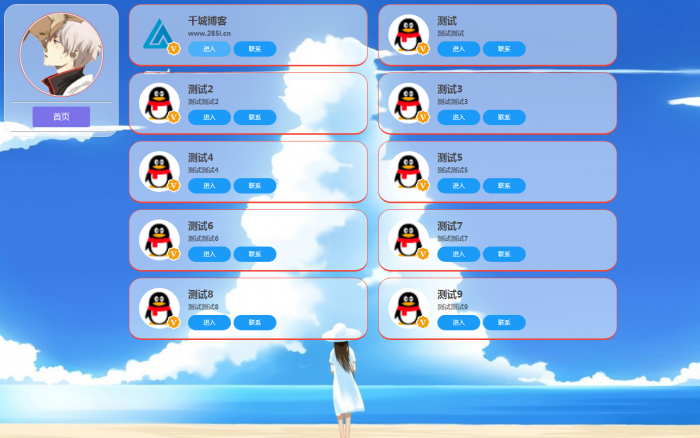 首页
千城博客
www.285i.cn
进入 联系
测试
测试测试
进入 联系
测试2
测试测试2
进入 联系
测试3
测试测试3
进入 联系
测试4
测试测试4
进入 联系
测试5
测试测试5
进入 联系
测试6
测试测试6
进入 联系
测试7
测试测试7
进入 联系
测试8
测试测试8
进入 联系
测试9
测试测试9
进入 联系